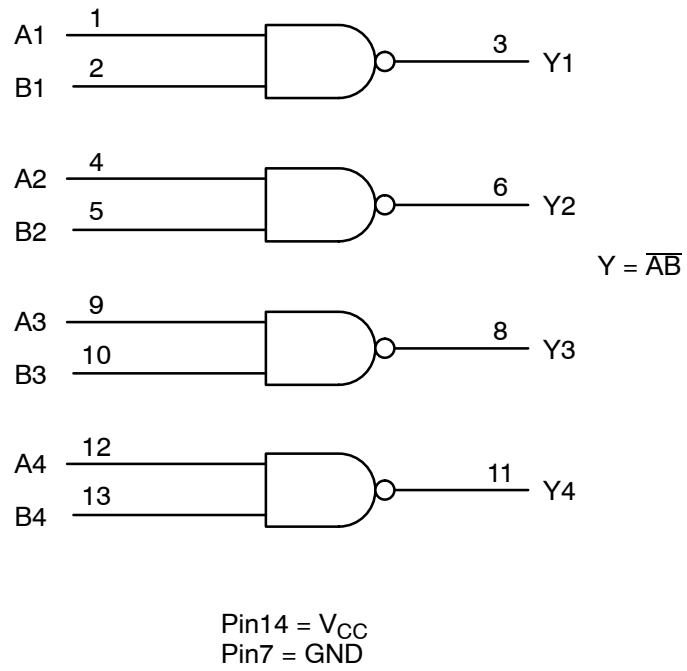 A1 1
B1 2
3 Y1
A2 4
B2 5
6 Y2
Y = A̅B̅
A3 9
B3 10
8 Y3
A4 12
B4 13
11 Y4
Pin14 = VCC
Pin7 = GND